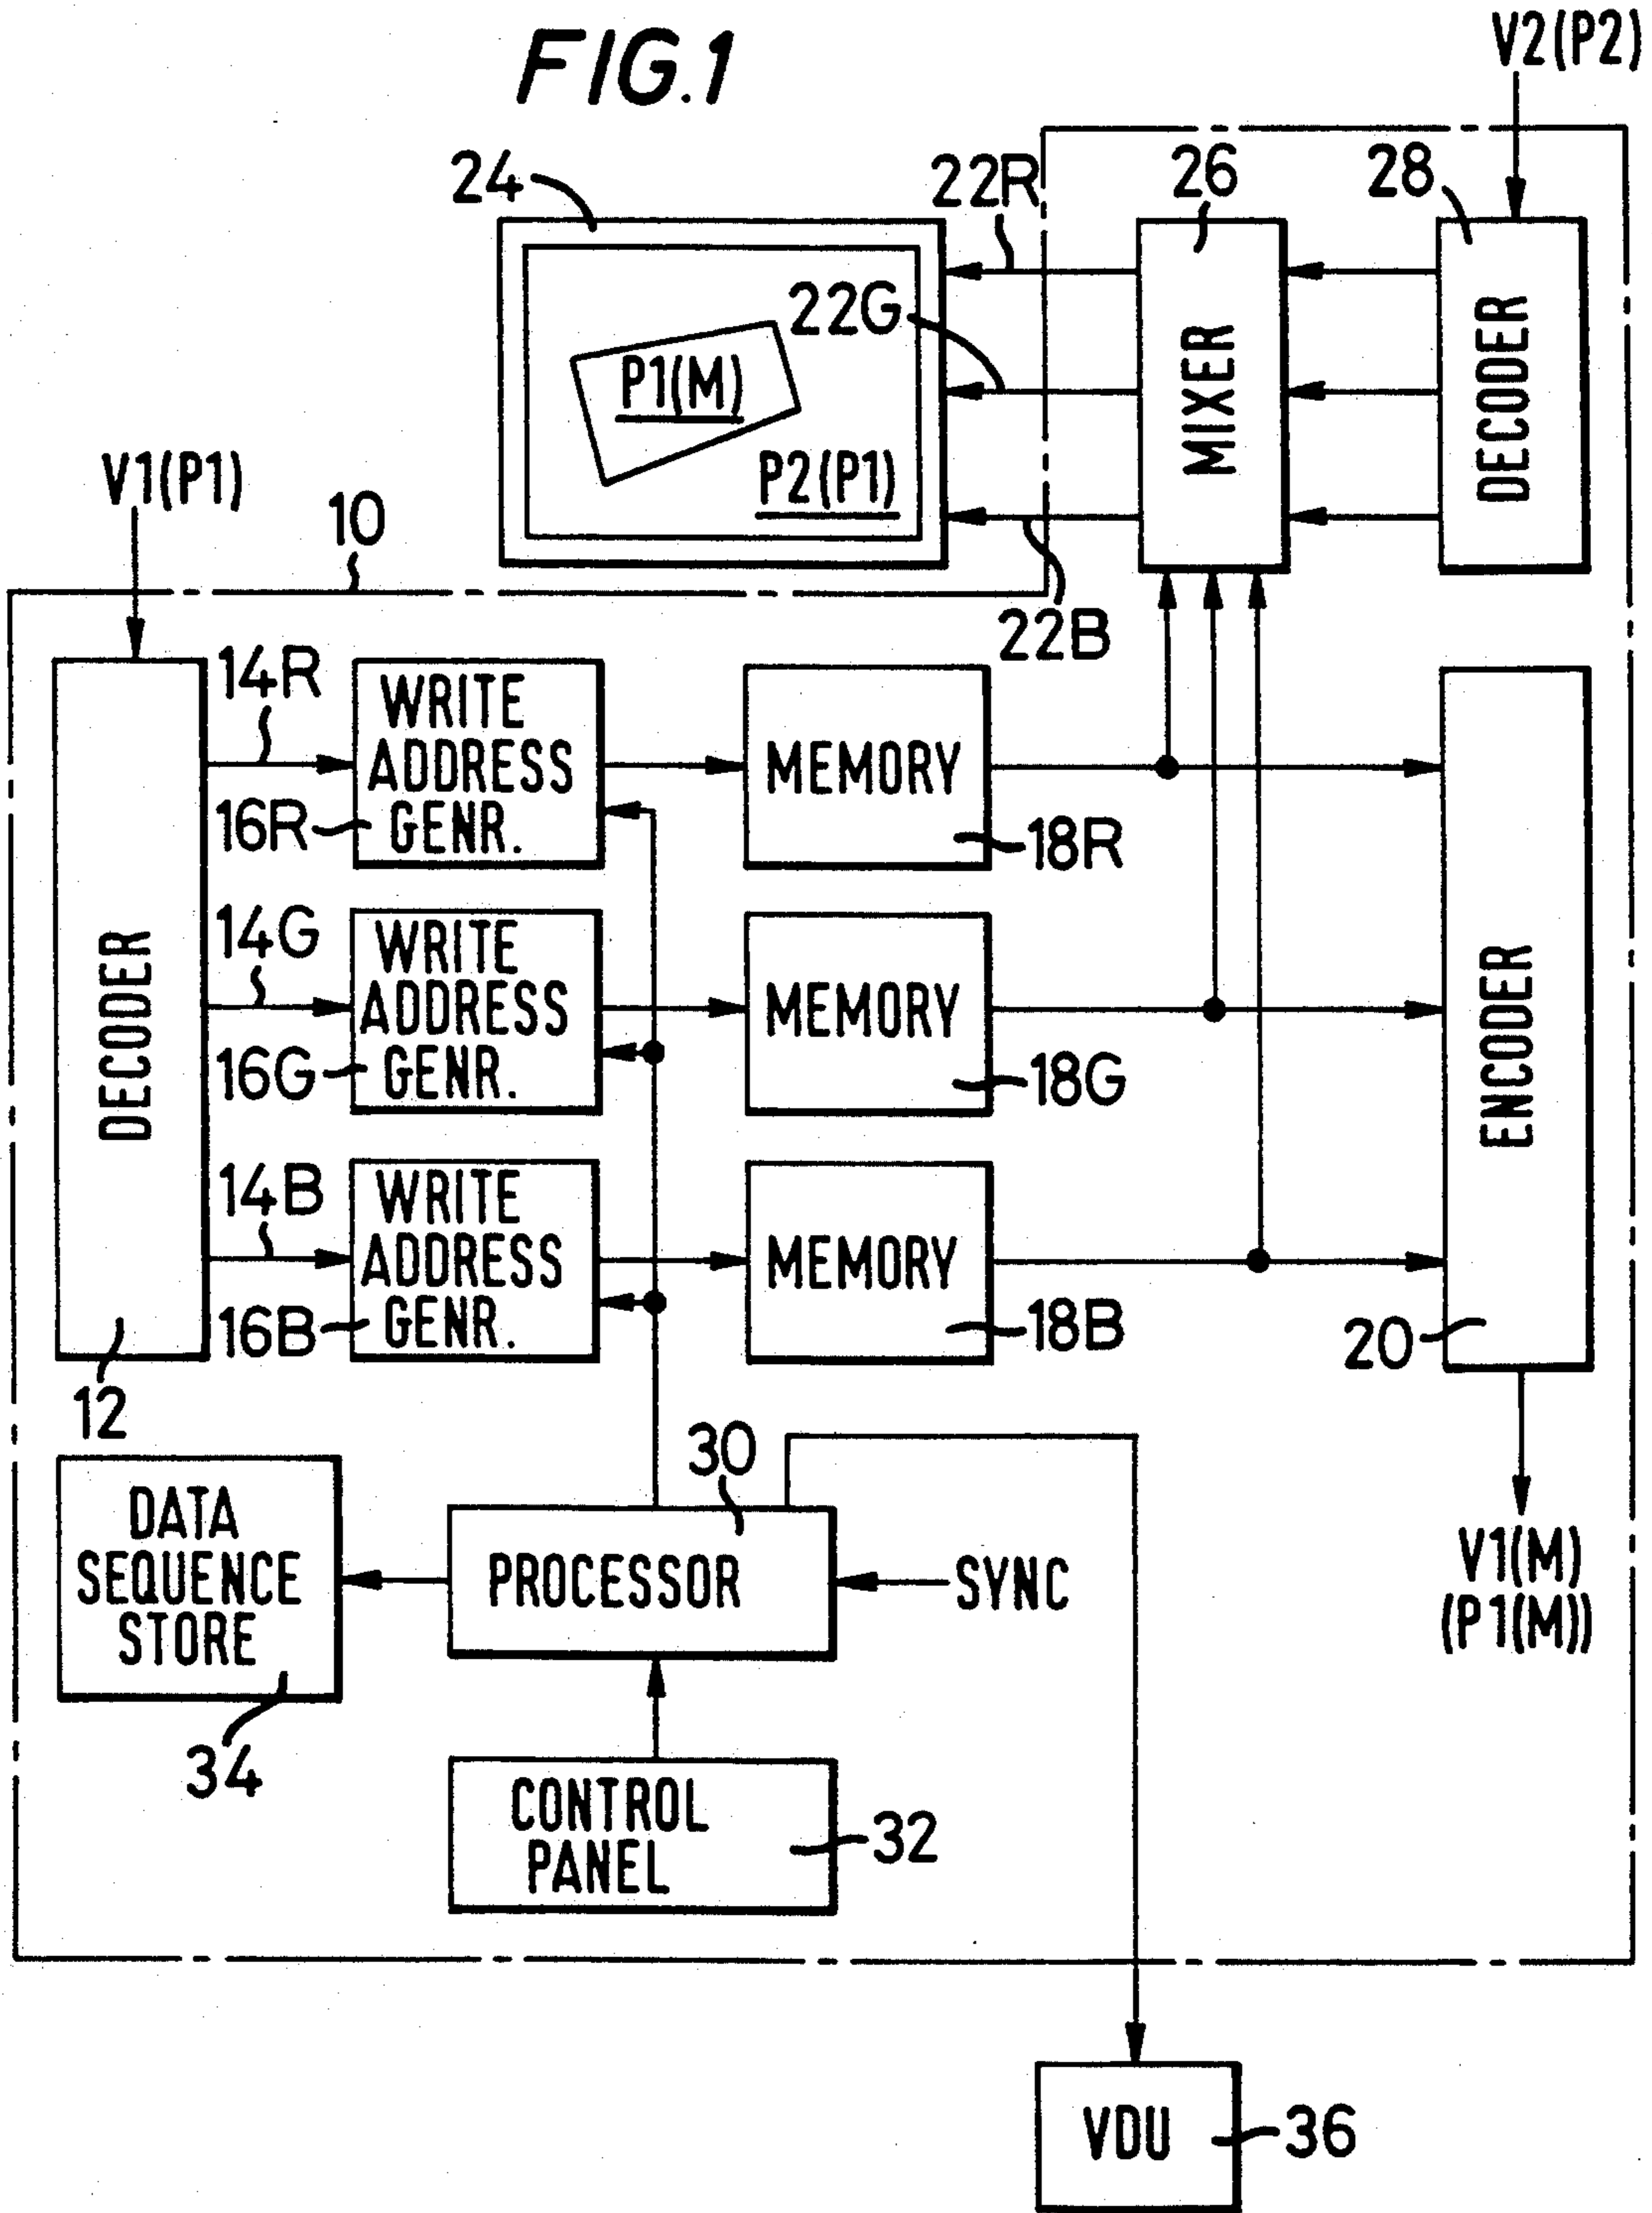 FIG.1
V2(P2)
24
22R
26
28
22G
P1(M)
P2(P1)
MIXER
DECODER
V1(P1)
10
22B
14R
WRITE
ADDRESS
GENR.
16R
MEMORY
18R
14G
WRITE
ADDRESS
GENR.
16G
MEMORY
18G
DECODER
ENCODER
14B
WRITE
ADDRESS
GENR.
16B
MEMORY
18B
20
12
30
DATA
SEQUENCE
STORE
PROCESSOR
SYNC
V1(M)
(P1(M))
34
CONTROL
PANEL
32
VDU
36